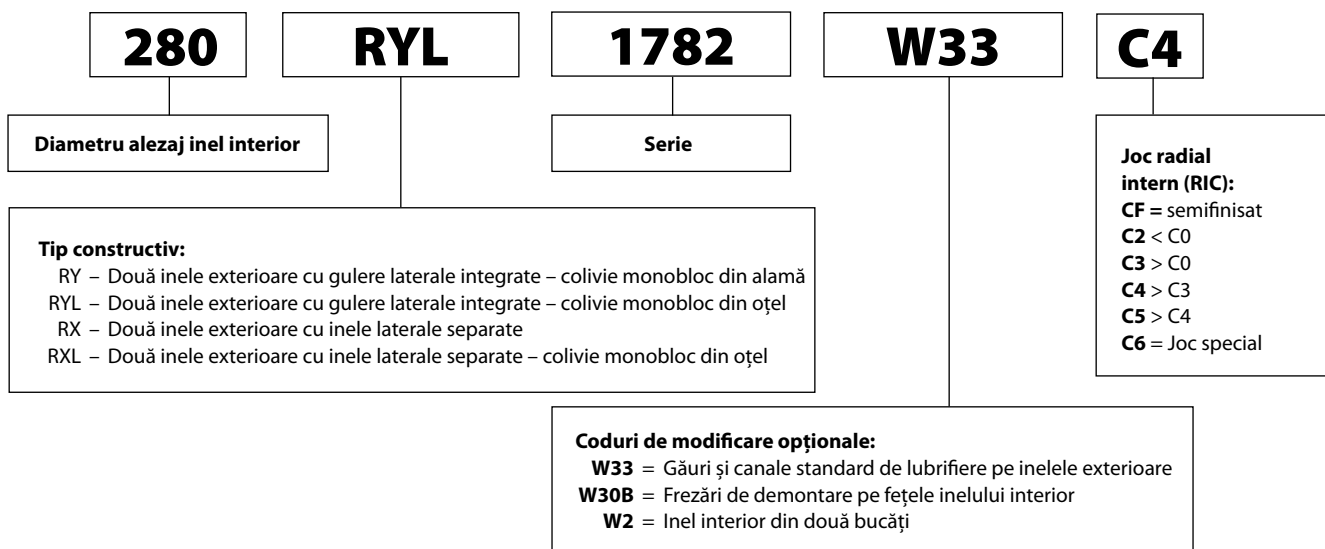 280 RYL 1782 W33 C4
Diametru alezaj inel interior
Serie
Joc radial
intern (RIC):
CF = semifinisat
C2 < C0
C3 > C0
C4 > C3
C5 > C4
C6 = Joc special
Tip constructiv:
RY – Două inele exterioare cu gulere laterale integrate – colivie monobloc din alamă
RYL – Două inele exterioare cu gulere laterale integrate – colivie monobloc din oțel
RX – Două inele exterioare cu inele laterale separate
RXL – Două inele exterioare cu inele laterale separate – colivie monobloc din oțel
Coduri de modificare opționale:
W33 = Găuri și canale standard de lubrifiere pe inelele exterioare
W30B = Frezări de demontare pe fețele inelului interior
W2 = Inel interior din două bucăți